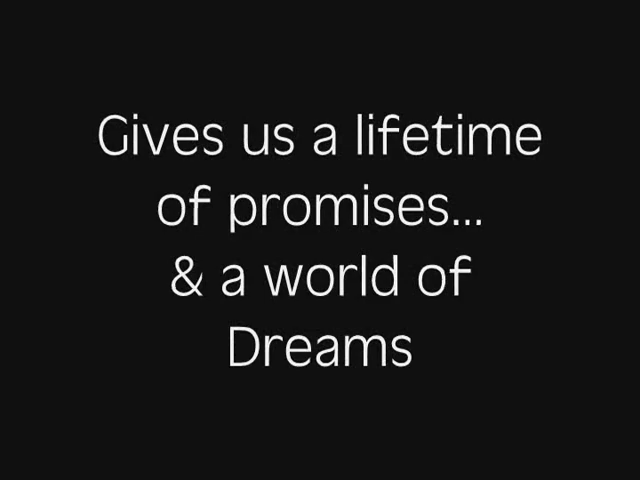 Gives us a lifetime
of promises...
& a world of
Dreams